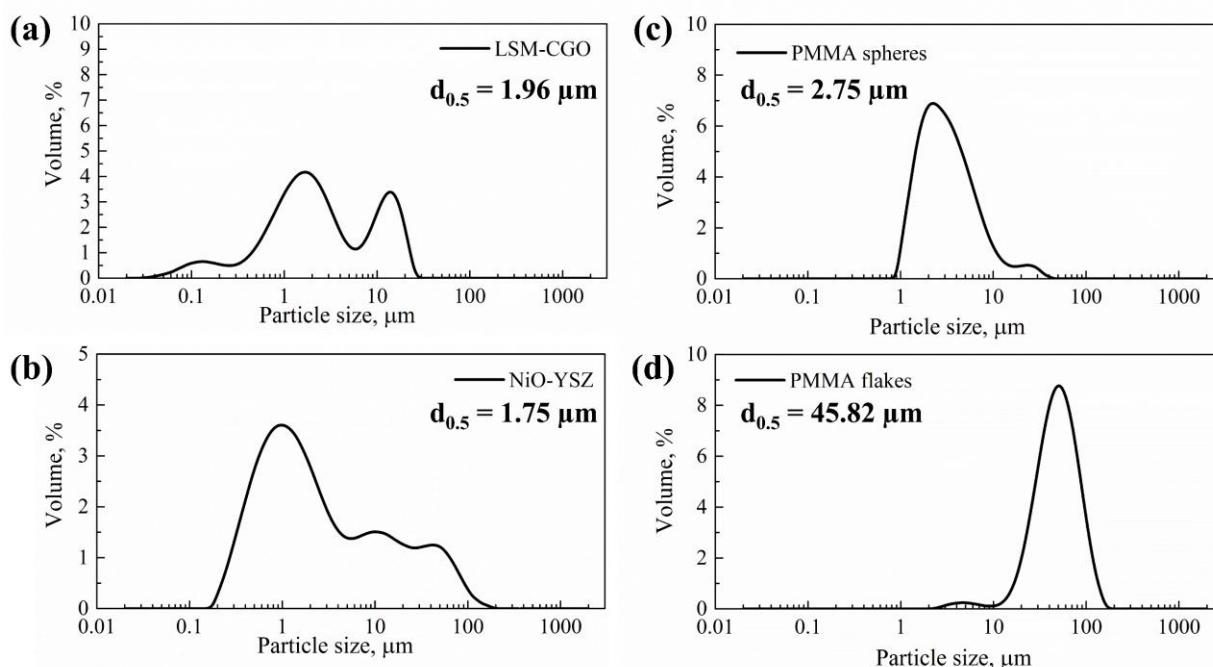 (a)
LSM-CGO
d0.5 = 1.96 μm
Volume, %
10
9
8
7
6
5
4
3
2
1
0
0.01 0.1 1 10 100 1000
Particle size, μm
(c)
PMMA spheres
d0.5 = 2.75 μm
Volume, %
10
8
6
4
2
0
0.01 0.1 1 10 100 1000
Particle size, μm
(b)
NiO-YSZ
d0.5 = 1.75 μm
Volume, %
5
4
3
2
1
0
0.01 0.1 1 10 100 1000
Particle size, μm
(d)
PMMA flakes
d0.5 = 45.82 μm
Volume, %
10
8
6
4
2
0
0.01 0.1 1 10 100 1000
Particle size, μm